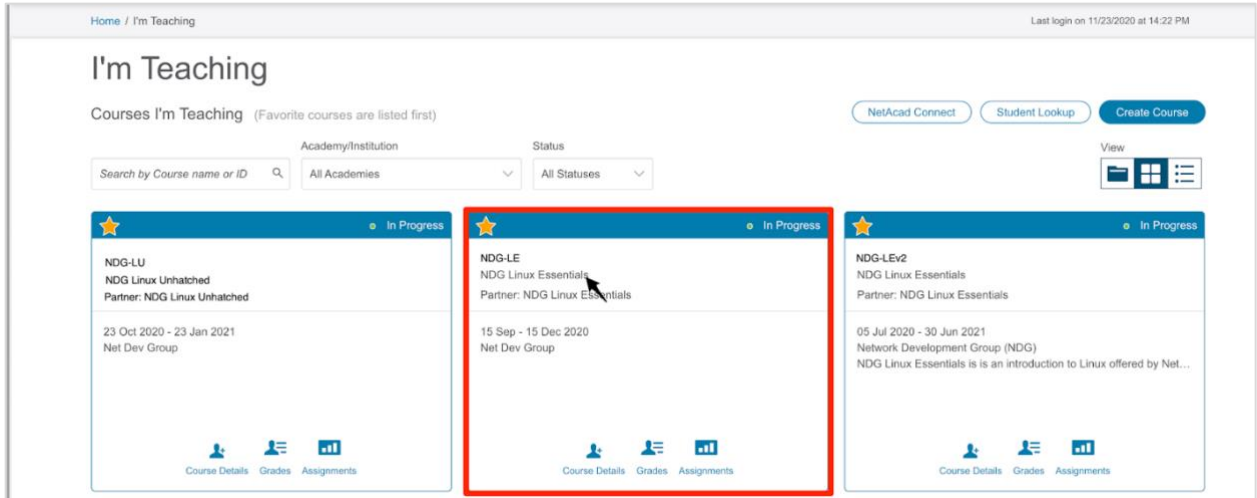 Home / I'm Teaching
Last login on 11/23/2020 at 14:22 PM
I'm Teaching
Courses I'm Teaching (Favorite courses are listed first)
NetAcad Connect
Student Lookup
Create Course
Academy/Institution
Status
View
Search by Course name or ID
All Academies
All Statuses
In Progress
NDG-LU
NDG Linux Unhatched
Partner: NDG Linux Unhatched
23 Oct 2020 - 23 Jan 2021
Net Dev Group
Course Details Grades Assignments
In Progress
NDG-LE
NDG Linux Essentials
Partner: NDG Linux Essentials
15 Sep - 15 Dec 2020
Net Dev Group
Course Details Grades Assignments
In Progress
NDG-LEv2
NDG Linux Essentials
Partner: NDG Linux Essentials
05 Jul 2020 - 30 Jun 2021
Network Development Group (NDG)
NDG Linux Essentials is is an introduction to Linux offered by Net...
Course Details Grades Assignments